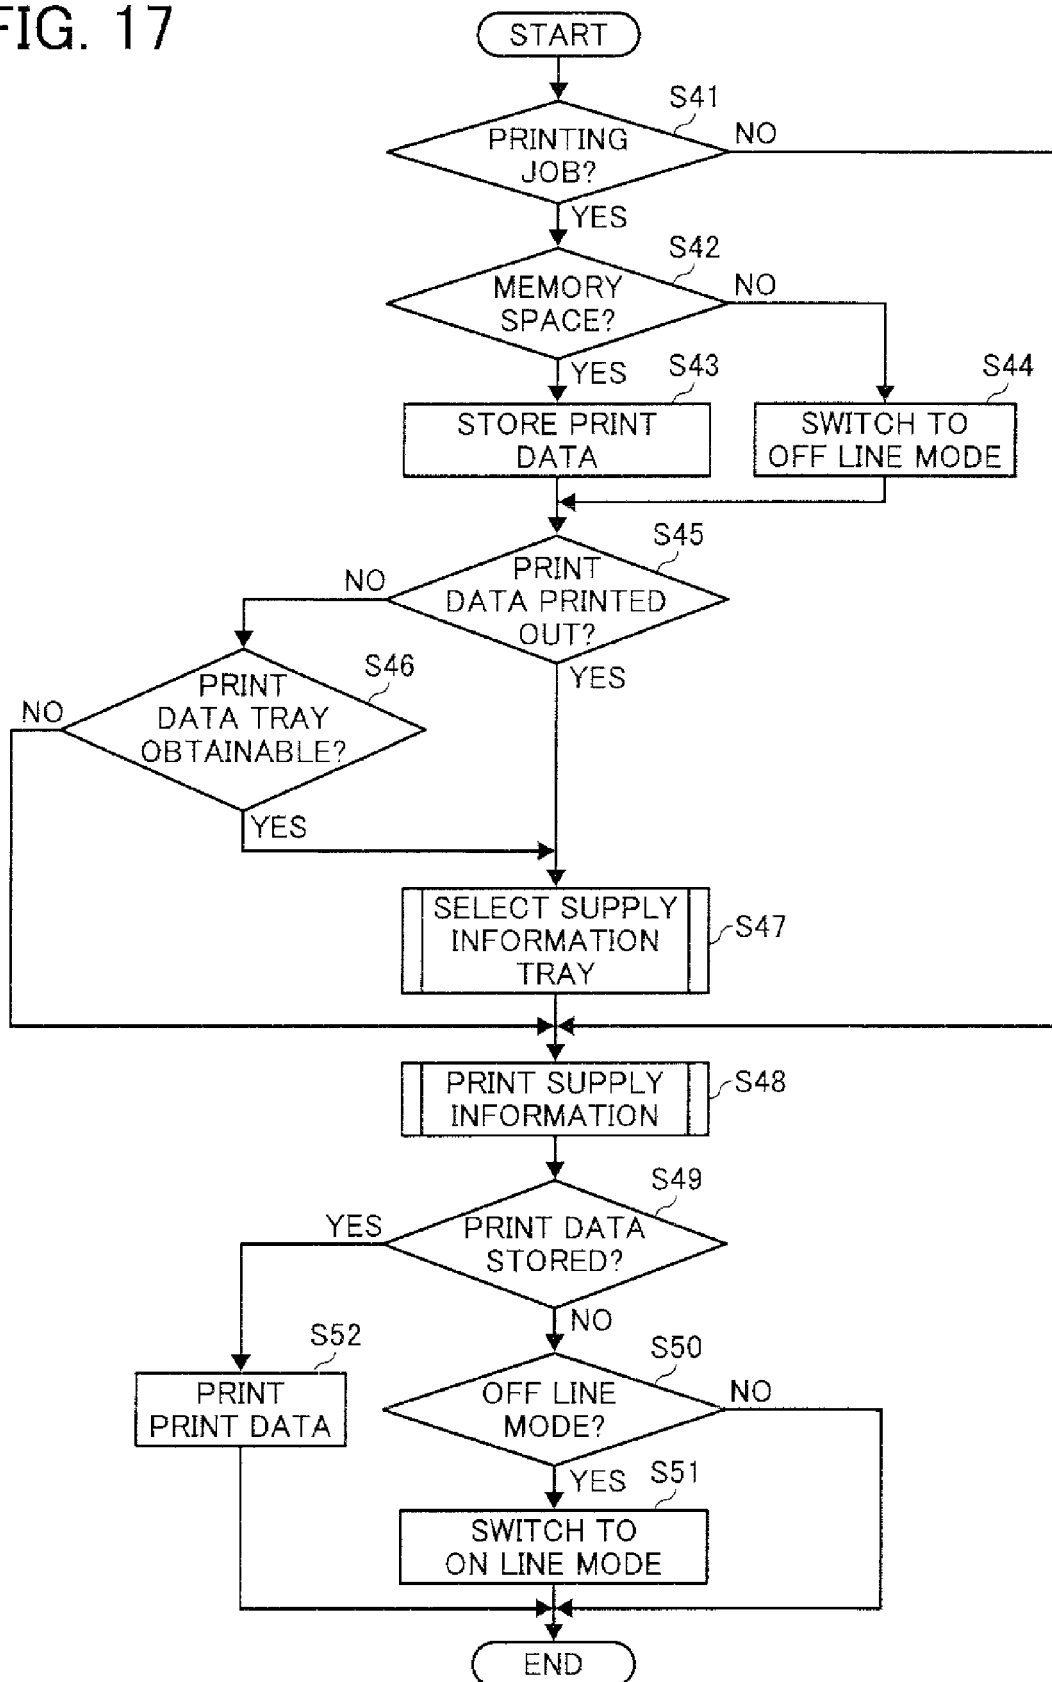 FIG. 17
START
S41
PRINTING
JOB?
NO
YES
S42
MEMORY
SPACE?
NO
YES
S43
STORE PRINT
DATA
S44
SWITCH TO
OFF LINE MODE
S45
PRINT
DATA PRINTED
OUT?
NO
YES
S46
PRINT
DATA TRAY
OBTAINABLE?
NO
YES
SELECT SUPPLY
INFORMATION
TRAY
S47
PRINT SUPPLY
INFORMATION
S48
S49
PRINT DATA
STORED?
YES
NO
S52
PRINT
PRINT DATA
S50
OFF LINE
MODE?
NO
YES
S51
SWITCH TO
ON LINE MODE
END